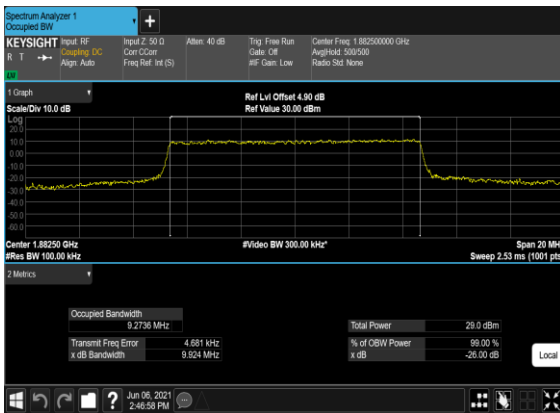 Spectrum Analyzer 1
Occupied BW
+
KEYSIGHT
R T
LV
Input: RF
Coupling: DC
Align: Auto
Input Z: 50 Ω
Corr CCorr
Freq Ref: Int (S)
Atten: 40 dB
Trig: Free Run
Gate: Off
#IF Gain: Low
Center Freq: 1.882500000 GHz
Avg|Hold: 500/500
Radio Std: None
1 Graph
Scale/Div 10.0 dB
Ref Lvl Offset 4.90 dB
Ref Value 30.00 dBm
Log
20.0
10.0
0.00
-10.0
-20.0
-30.0
-40.0
-50.0
-60.0
Center 1.88250 GHz
#Res BW 100.00 kHz
#Video BW 300.00 kHz*
Span 20 MH
Sweep 2.53 ms (1001 pts
2 Metrics
Occupied Bandwidth
9.2736 MHz
Transmit Freq Error 4.681 kHz
x dB Bandwidth 9.924 MHz
Total Power 29.0 dBm
% of OBW Power 99.00 %
x dB -26.00 dB
Local
?
Jun 06, 2021
2:46:58 PM